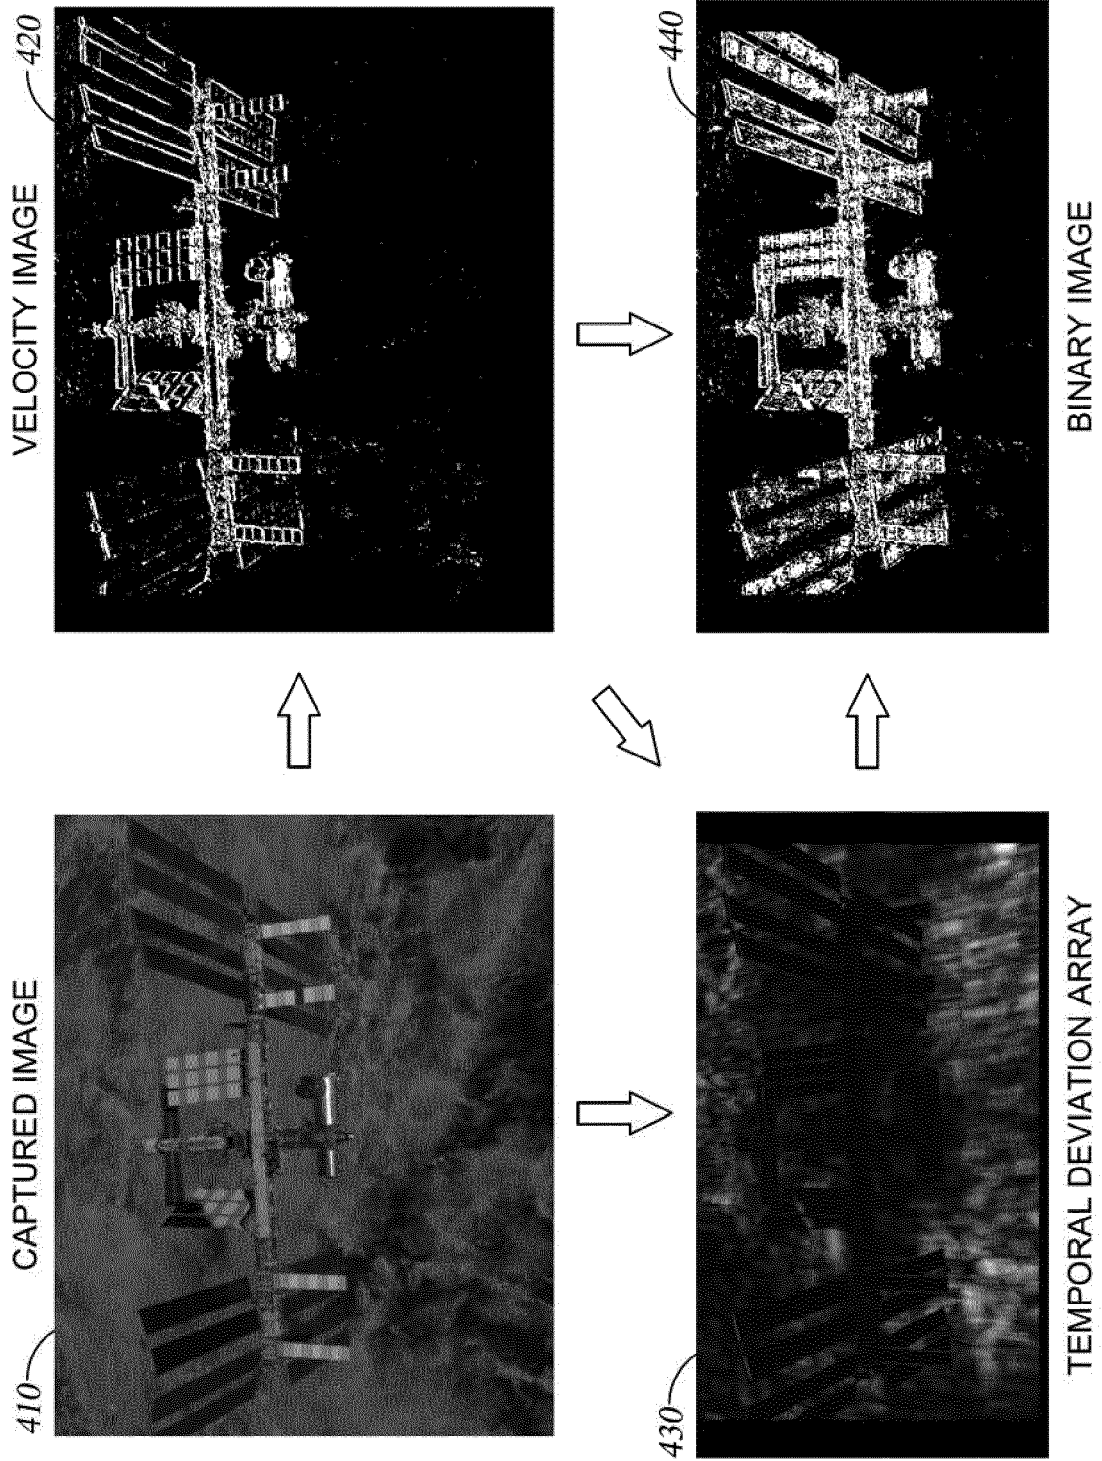 CAPTURED IMAGE
410
VELOCITY IMAGE
420
TEMPORAL DEVIATION ARRAY
430
BINARY IMAGE
440